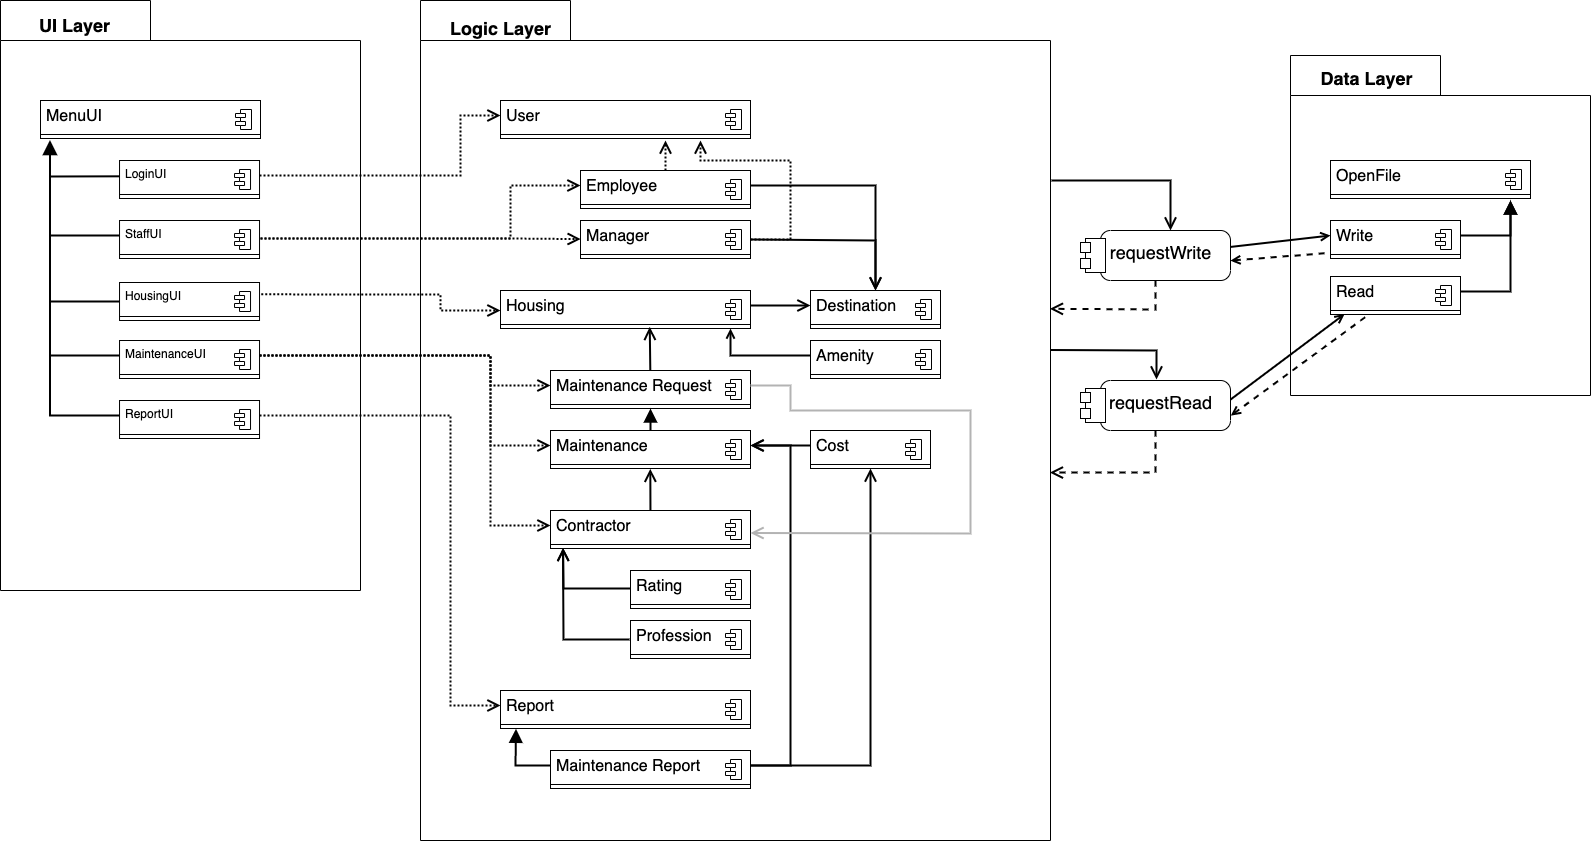 UI Layer
MenuUI
LoginUI
StaffUI
HousingUI
MaintenanceUI
ReportUI
Logic Layer
User
Employee
Manager
Housing
Destination
Amenity
Maintenance Request
Maintenance
Cost
Contractor
Rating
Profession
Report
Maintenance Report
requestWrite
requestRead
Data Layer
OpenFile
Write
Read